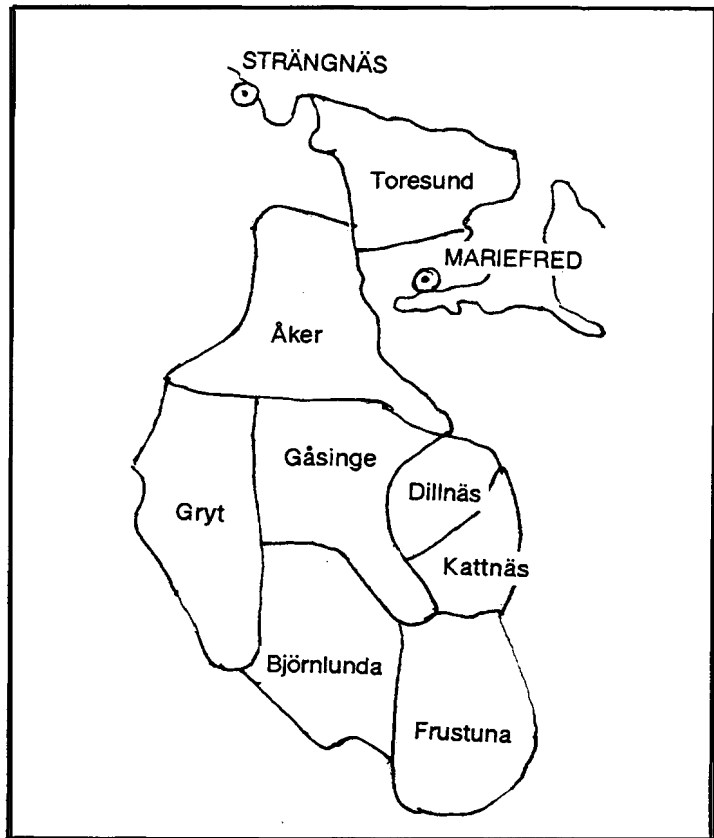 STRÄNGNÄS
Toresund
MARIEFRED
Åker
Gåsinge
Dillnäs
Gryt
Kattnäs
Björnlunda
Frustuna